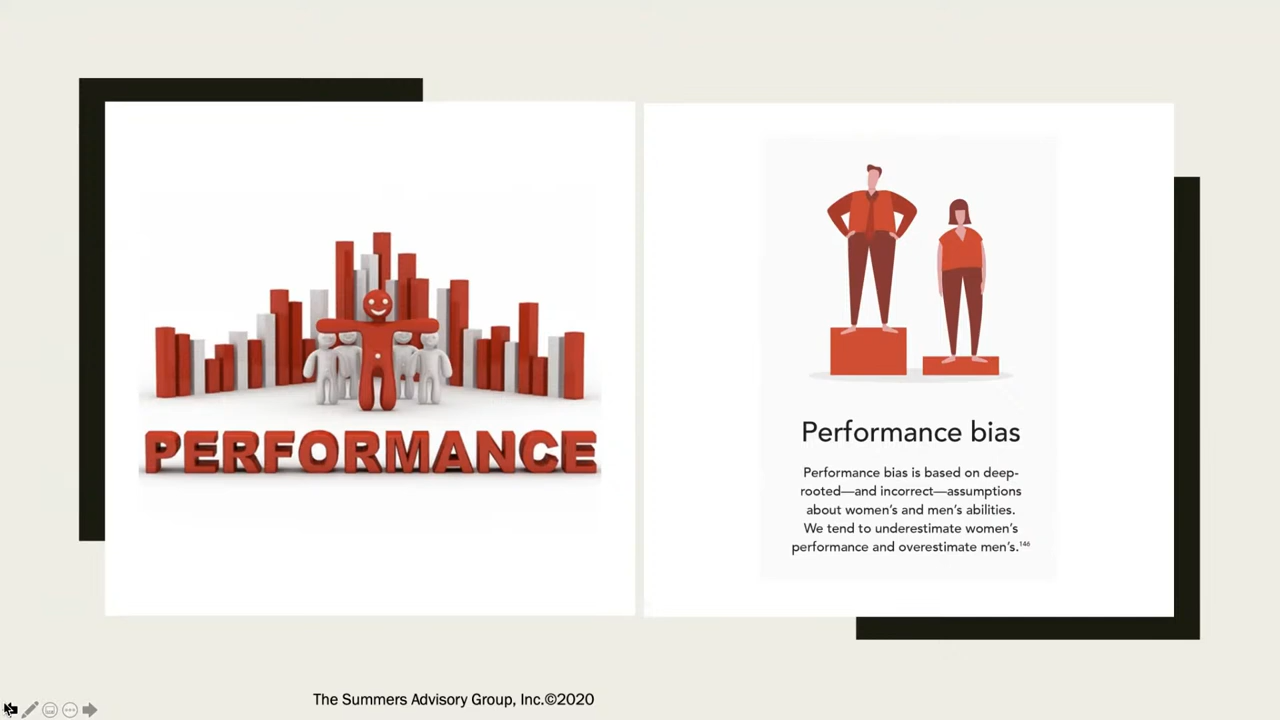 PERFORMANCE
Performance bias
Performance bias is based on deep-
rooted—and incorrect—assumptions
about women's and men's abilities.
We tend to underestimate women's
performance and overestimate men's.146
The Summers Advisory Group, Inc.©2020